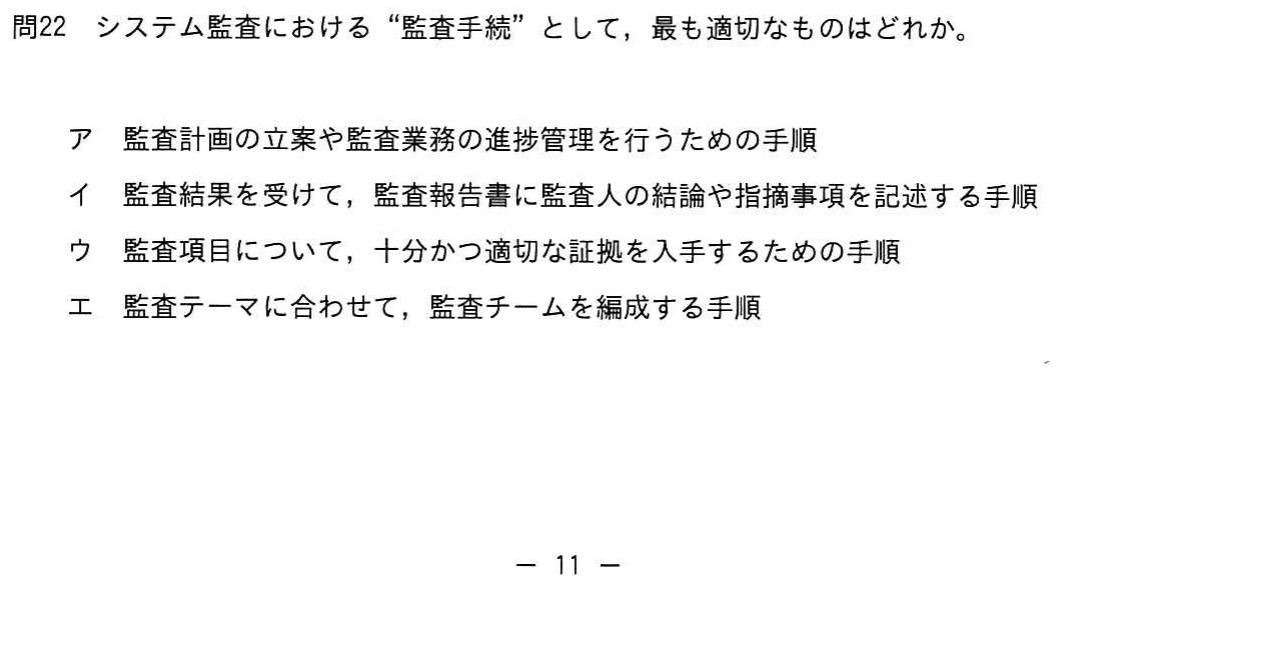 問22 システム監査における“監査手続”として，最も適切なものはどれか。
ア 監査計画の立案や監査業務の進捗管理を行うための手順
イ 監査結果を受けて，監査報告書に監査人の結論や指摘事項を記述する手順
ウ 監査項目について，十分かつ適切な証拠を入手するための手順
エ 監査テーマに合わせて，監査チームを編成する手順
－ 11 －